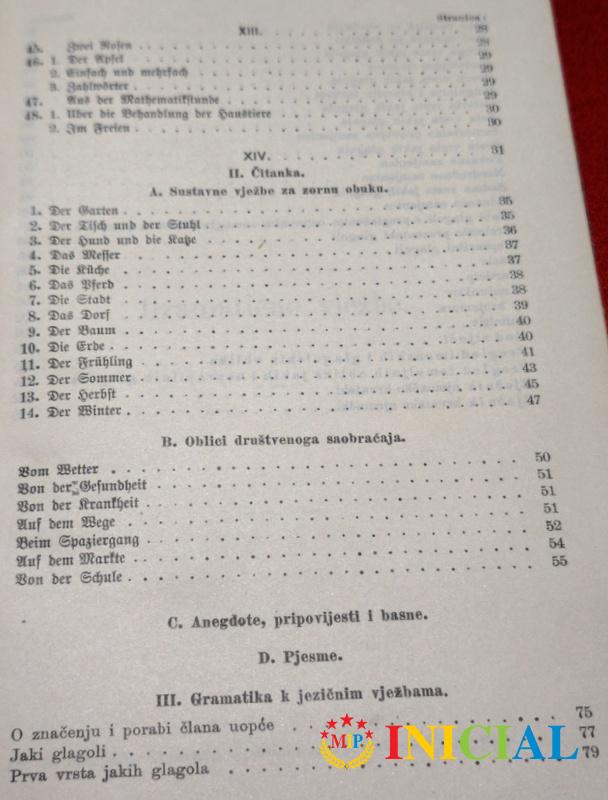 Stranica:
XIII. . . . . . . . . . . . . 28
45. Zwei Rosen . . . . . . . . . . . . 28
46. 1. Der Apfel . . . . . . . . . . . . 29
2. Einfach und mehrfach . . . . . . . . . . . . 29
3. Zahlwörter . . . . . . . . . . . . 29
47. Aus der Mathematikstunde . . . . . . . . . . . . 29
48. 1. Über die Behandlung der Haustiere . . . . . . . . . . . . 30
2. Im Freien . . . . . . . . . . . . 30
XIV. . . . . . . . . . . . . 31
II. Čitanka.
A. Sustavne vježbe za zornu obuku.
1. Der Garten . . . . . . . . . . . . 35
2. Der Tisch und der Stuhl . . . . . . . . . . . . 35
3. Der Hund und die Katze . . . . . . . . . . . . 36
4. Das Messer . . . . . . . . . . . . 37
5. Die Küche . . . . . . . . . . . . 37
6. Das Pferd . . . . . . . . . . . . 38
7. Die Stadt . . . . . . . . . . . . 38
8. Das Dorf . . . . . . . . . . . . 39
9. Der Baum . . . . . . . . . . . . 40
10. Die Erde . . . . . . . . . . . . 40
11. Der Frühling . . . . . . . . . . . . 41
12. Der Sommer . . . . . . . . . . . . 43
13. Der Herbst . . . . . . . . . . . . 45
14. Der Winter . . . . . . . . . . . . 47
B. Oblici društvenoga saobraćaja.
Vom Wetter . . . . . . . . . . . . 50
Von der Gesundheit . . . . . . . . . . . . 51
Von der Krankheit . . . . . . . . . . . . 51
Auf dem Wege . . . . . . . . . . . . 51
Beim Spaziergang . . . . . . . . . . . . 52
Auf dem Markte . . . . . . . . . . . . 54
Von der Schule . . . . . . . . . . . . 55
C. Anegdote, pripovijesti i basne.
D. Pjesme.
III. Gramatika k jezičnim vježbama.
O značenju i porabi člana uopće . . . . . . . . . . . . 75
Jaki glagoli . . . . . . . . . . . . 77
Prva vrsta jakih glagola . . . . . . . . . . . . 79
M.P. INICIAL